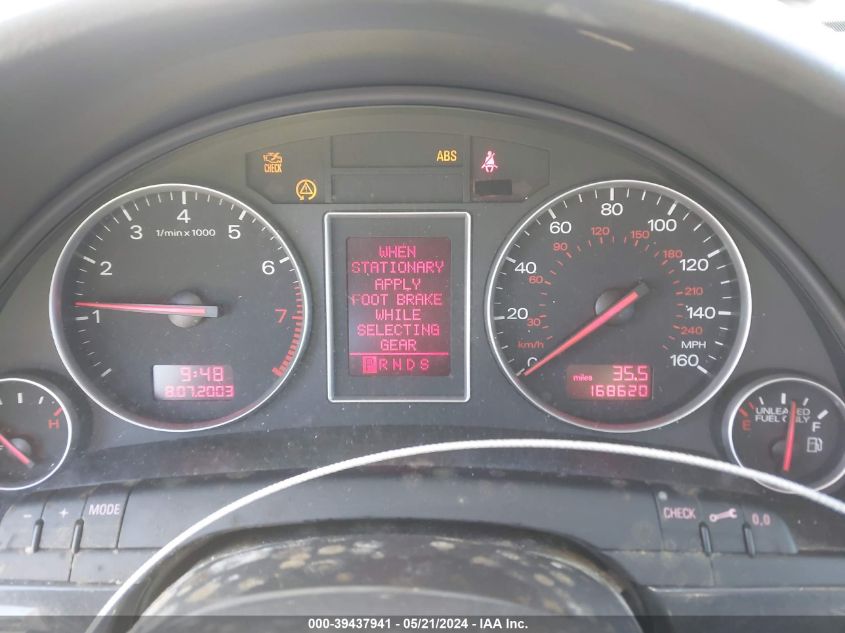 CHECK
ABS
1 2 3 4 5 6 7
1/min x 1000
9:48
8.07.2003
WHEN
STATIONARY
APPLY
FOOT BRAKE
WHILE
SELECTING
GEAR
P R N D S
0 20 40 60 80 100 120 140 160
30 60 90 120 150 180 210 240
km/h
MPH
miles 35.5
168620
H
UNLEADED
FUEL ONLY
E F
- + MODE
CHECK 0.0
000-39437941 - 05/21/2024 - IAA Inc.